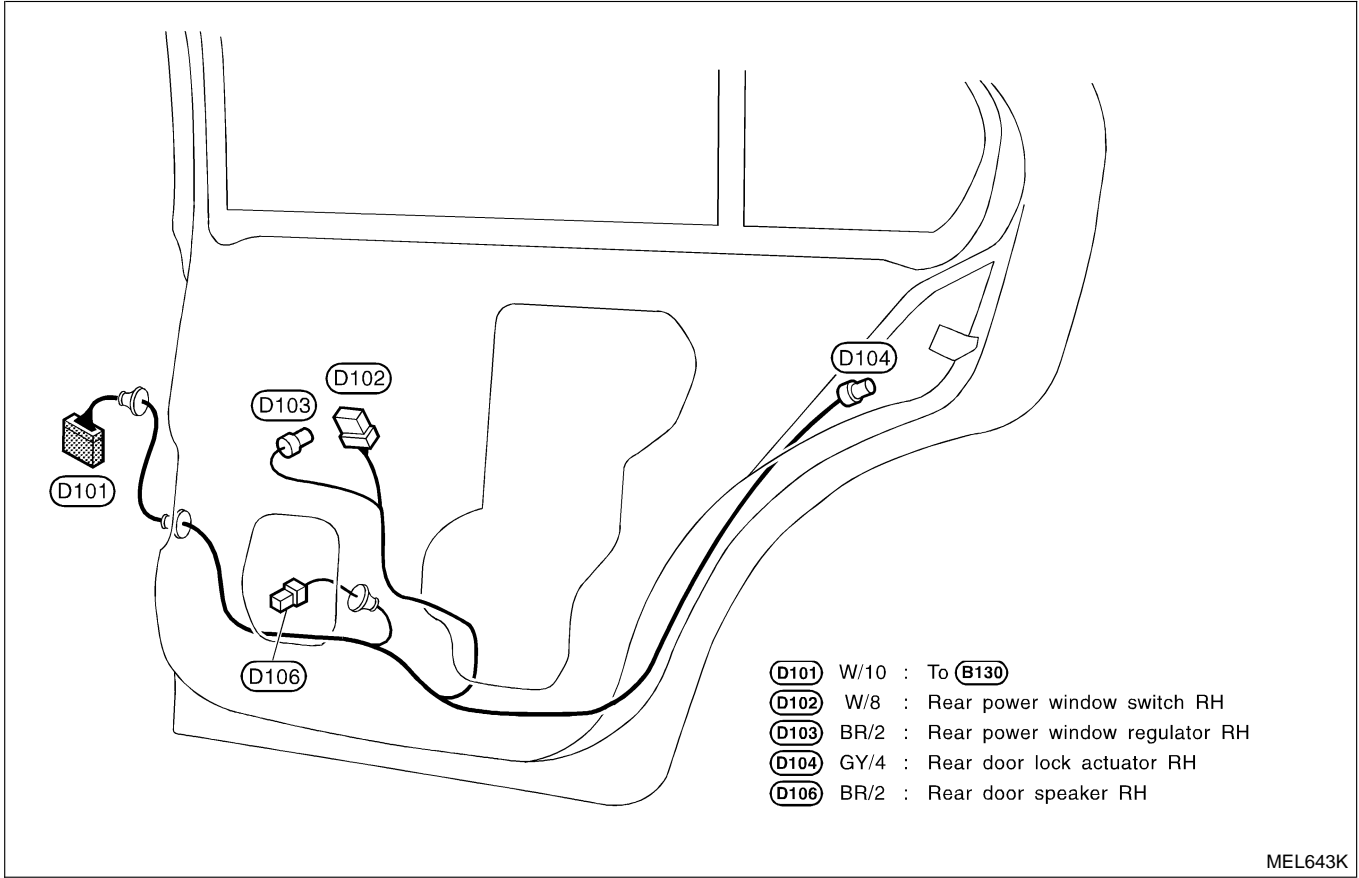 D102
D104
D103
D101
D106
D101 W/10 : To B130
D102 W/8 : Rear power window switch RH
D103 BR/2 : Rear power window regulator RH
D104 GY/4 : Rear door lock actuator RH
D106 BR/2 : Rear door speaker RH
MEL643K